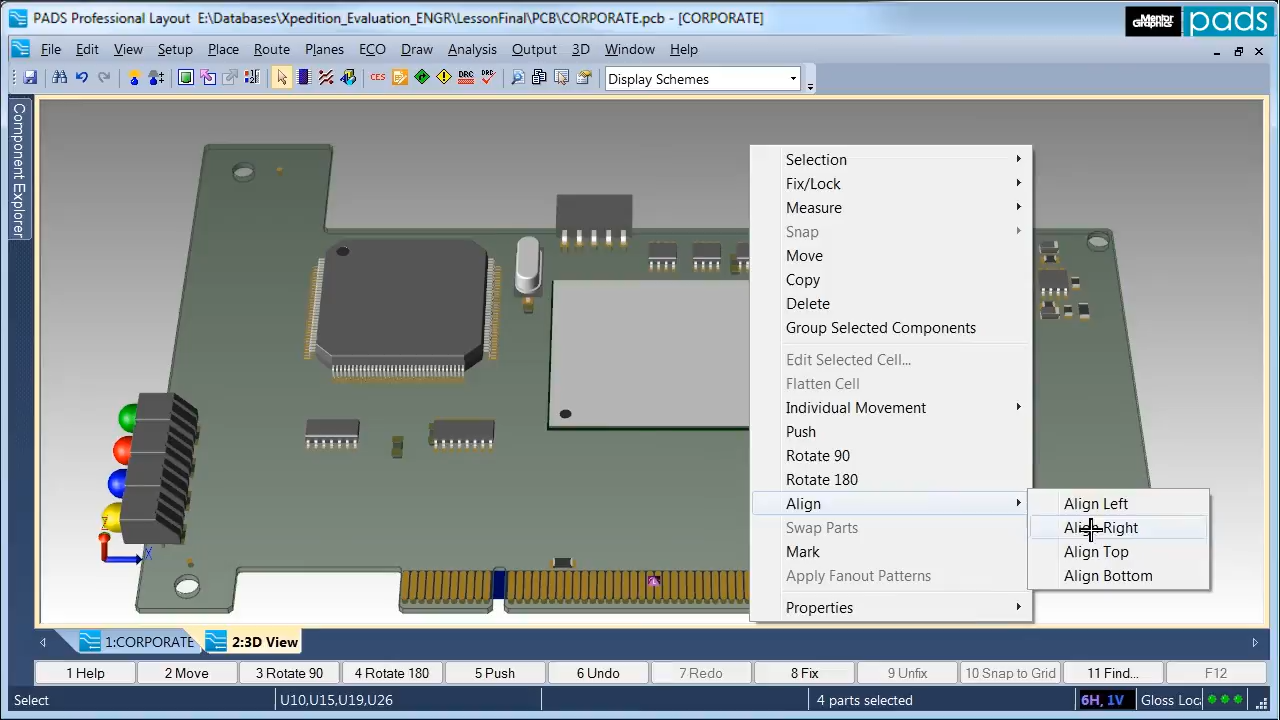 PADS Professional Layout  E:\Databases\Xpedition_Evaluation_ENGR\LessonFinal\PCB\CORPORATE.pcb - [CORPORATE]
Mentor Graphics
pads
File Edit View Setup Place Route Planes ECO Draw Analysis Output 3D Window Help
CES DRC DRC Display Schemes
Component Explorer
Selection
Fix/Lock
Measure
Snap
Move
Copy
Delete
Group Selected Components
Edit Selected Cell...
Flatten Cell
Individual Movement
Push
Rotate 90
Rotate 180
Align
Swap Parts
Mark
Apply Fanout Patterns
Properties
Align Left
Align Right
Align Top
Align Bottom
Z
X
1:CORPORATE 2:3D View
1 Help 2 Move 3 Rotate 90 4 Rotate 180 5 Push 6 Undo 7 Redo 8 Fix 9 Unfix 10 Snap to Grid 11 Find... F12
Select U10,U15,U19,U26 4 parts selected 6H, 1V Gloss Loca